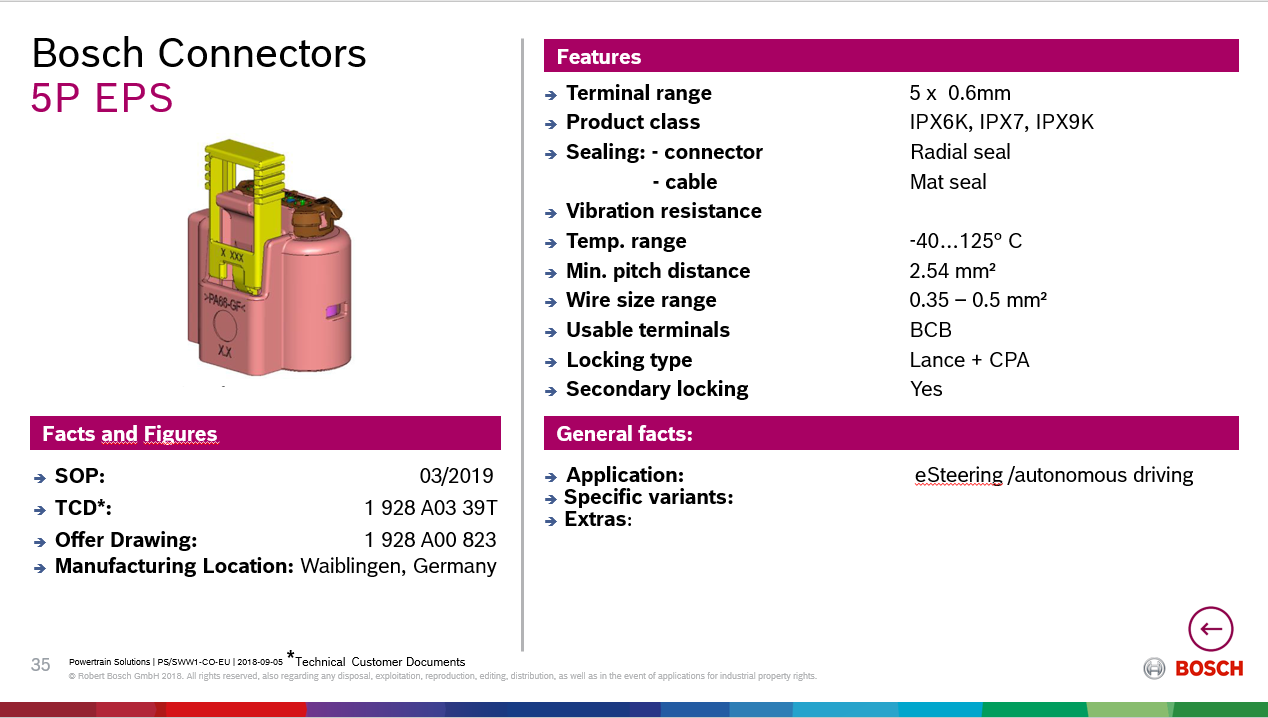 Bosch Connectors
5P EPS
X XXX
>PA66-GF<
X.X
Facts and Figures
SOP: 03/2019
TCD*: 1 928 A03 39T
Offer Drawing: 1 928 A00 823
Manufacturing Location: Waiblingen, Germany
Features
Terminal range 5 x 0.6mm
Product class IPX6K, IPX7, IPX9K
Sealing: - connector Radial seal
- cable Mat seal
Vibration resistance
Temp. range -40…125° C
Min. pitch distance 2.54 mm²
Wire size range 0.35 – 0.5 mm²
Usable terminals BCB
Locking type Lance + CPA
Secondary locking Yes
General facts:
Application: eSteering /autonomous driving
Specific variants:
Extras:
35 Powertrain Solutions | PS/SWW1-CO-EU | 2018-09-05 *Technical Customer Documents
© Robert Bosch GmbH 2018. All rights reserved, also regarding any disposal, exploitation, reproduction, editing, distribution, as well as in the event of applications for industrial property rights.
BOSCH